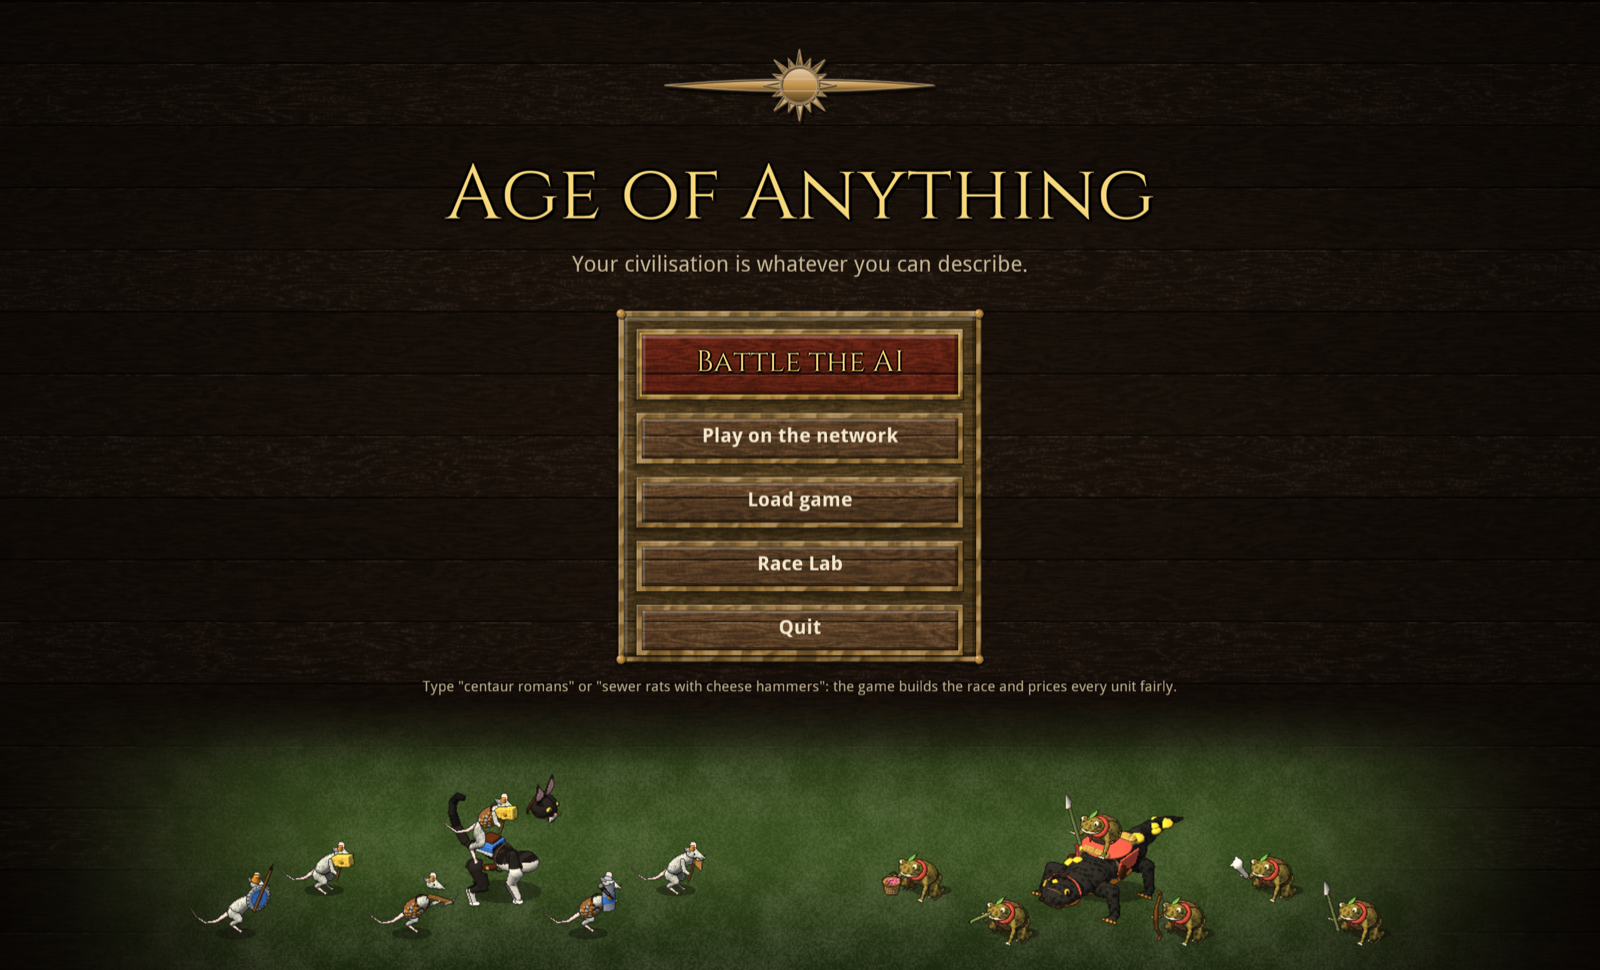 Age of Anything
Your civilisation is whatever you can describe.
Battle the AI
Play on the network
Load game
Race Lab
Quit
Type "centaur romans" or "sewer rats with cheese hammers": the game builds the race and prices every unit fairly.